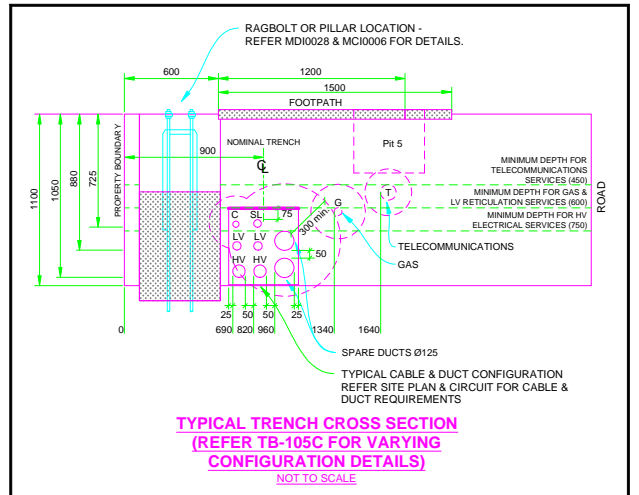 RAGBOLT OR PILLAR LOCATION -
REFER MDI0028 & MCI0006 FOR DETAILS.
600
1200
1500
FOOTPATH
NOMINAL TRENCH
Pit 5
900
CL
PROPERTY BOUNDARY
1100
1050
880
725
MINIMUM DEPTH FOR
TELECOMMUNICATIONS
SERVICES (450)
MINIMUM DEPTH FOR GAS &
LV RETICULATION SERVICES (600)
MINIMUM DEPTH FOR HV
ELECTRICAL SERVICES (750)
ROAD
C SL 75
300 min.
G
T
LV LV
50
HV HV
TELECOMMUNICATIONS
GAS
25 50 50 25
0 690 820 960 1340 1640
SPARE DUCTS Ø125
TYPICAL CABLE & DUCT CONFIGURATION
REFER SITE PLAN & CIRCUIT FOR CABLE &
DUCT REQUIREMENTS
TYPICAL TRENCH CROSS SECTION
(REFER TB-105C FOR VARYING
CONFIGURATION DETAILS)
NOT TO SCALE